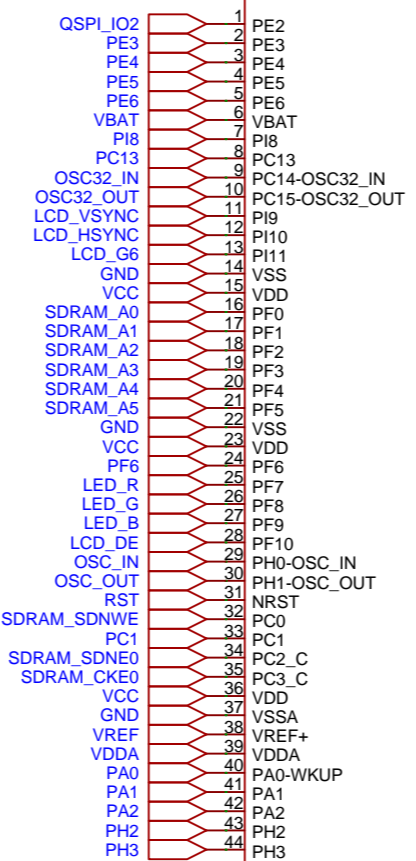 QSPI_IO2 1 PE2
PE3 2 PE3
PE4 3 PE4
PE5 4 PE5
PE6 5 PE6
VBAT 6 VBAT
PI8 7 PI8
PC13 8 PC13
OSC32_IN 9 PC14-OSC32_IN
OSC32_OUT 10 PC15-OSC32_OUT
LCD_VSYNC 11 PI9
LCD_HSYNC 12 PI10
LCD_G6 13 PI11
GND 14 VSS
VCC 15 VDD
SDRAM_A0 16 PF0
SDRAM_A1 17 PF1
SDRAM_A2 18 PF2
SDRAM_A3 19 PF3
SDRAM_A4 20 PF4
SDRAM_A5 21 PF5
GND 22 VSS
VCC 23 VDD
PF6 24 PF6
LED_R 25 PF7
LED_G 26 PF8
LED_B 27 PF9
LCD_DE 28 PF10
OSC_IN 29 PH0-OSC_IN
OSC_OUT 30 PH1-OSC_OUT
RST 31 NRST
SDRAM_SDNWE 32 PC0
PC1 33 PC1
SDRAM_SDNE0 34 PC2_C
SDRAM_CKE0 35 PC3_C
VCC 36 VDD
GND 37 VSSA
VREF 38 VREF+
VDDA 39 VDDA
PA0 40 PA0-WKUP
PA1 41 PA1
PA2 42 PA2
PH2 43 PH2
PH3 44 PH3